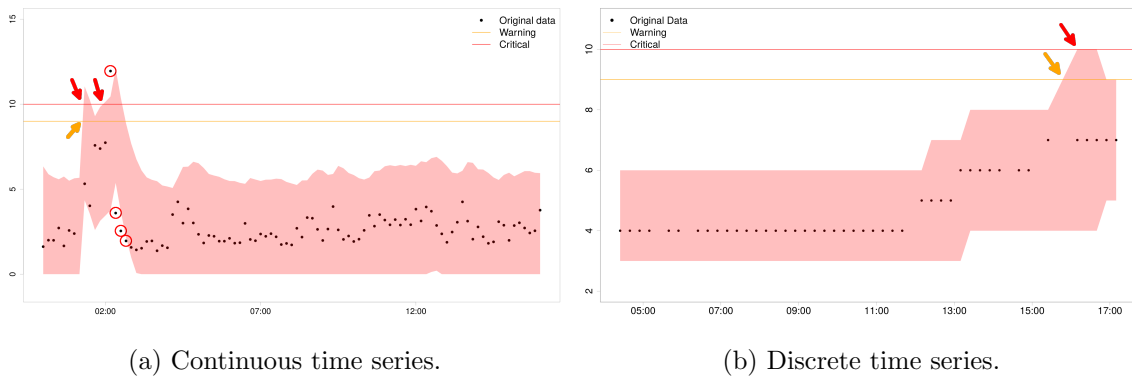 15
10
5
0
02:00 07:00 12:00
Original data
Warning
Critical
10
8
6
4
2
05:00 07:00 09:00 11:00 13:00 15:00 17:00
Original Data
Warning
Critical
(a) Continuous time series.
(b) Discrete time series.